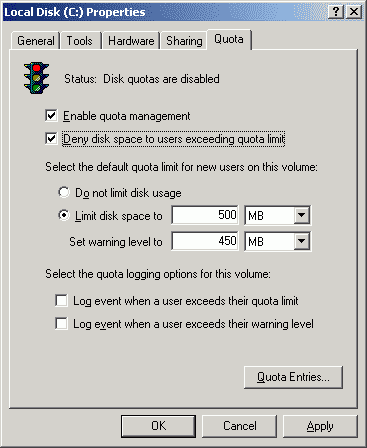 Local Disk (C:) Properties
General Tools Hardware Sharing Quota
Status: Disk quotas are disabled
Enable quota management
Deny disk space to users exceeding quota limit
Select the default quota limit for new users on this volume:
Do not limit disk usage
Limit disk space to 500 MB
Set warning level to 450 MB
Select the quota logging options for this volume:
Log event when a user exceeds their quota limit
Log event when a user exceeds their warning level
Quota Entries...
OK Cancel Apply